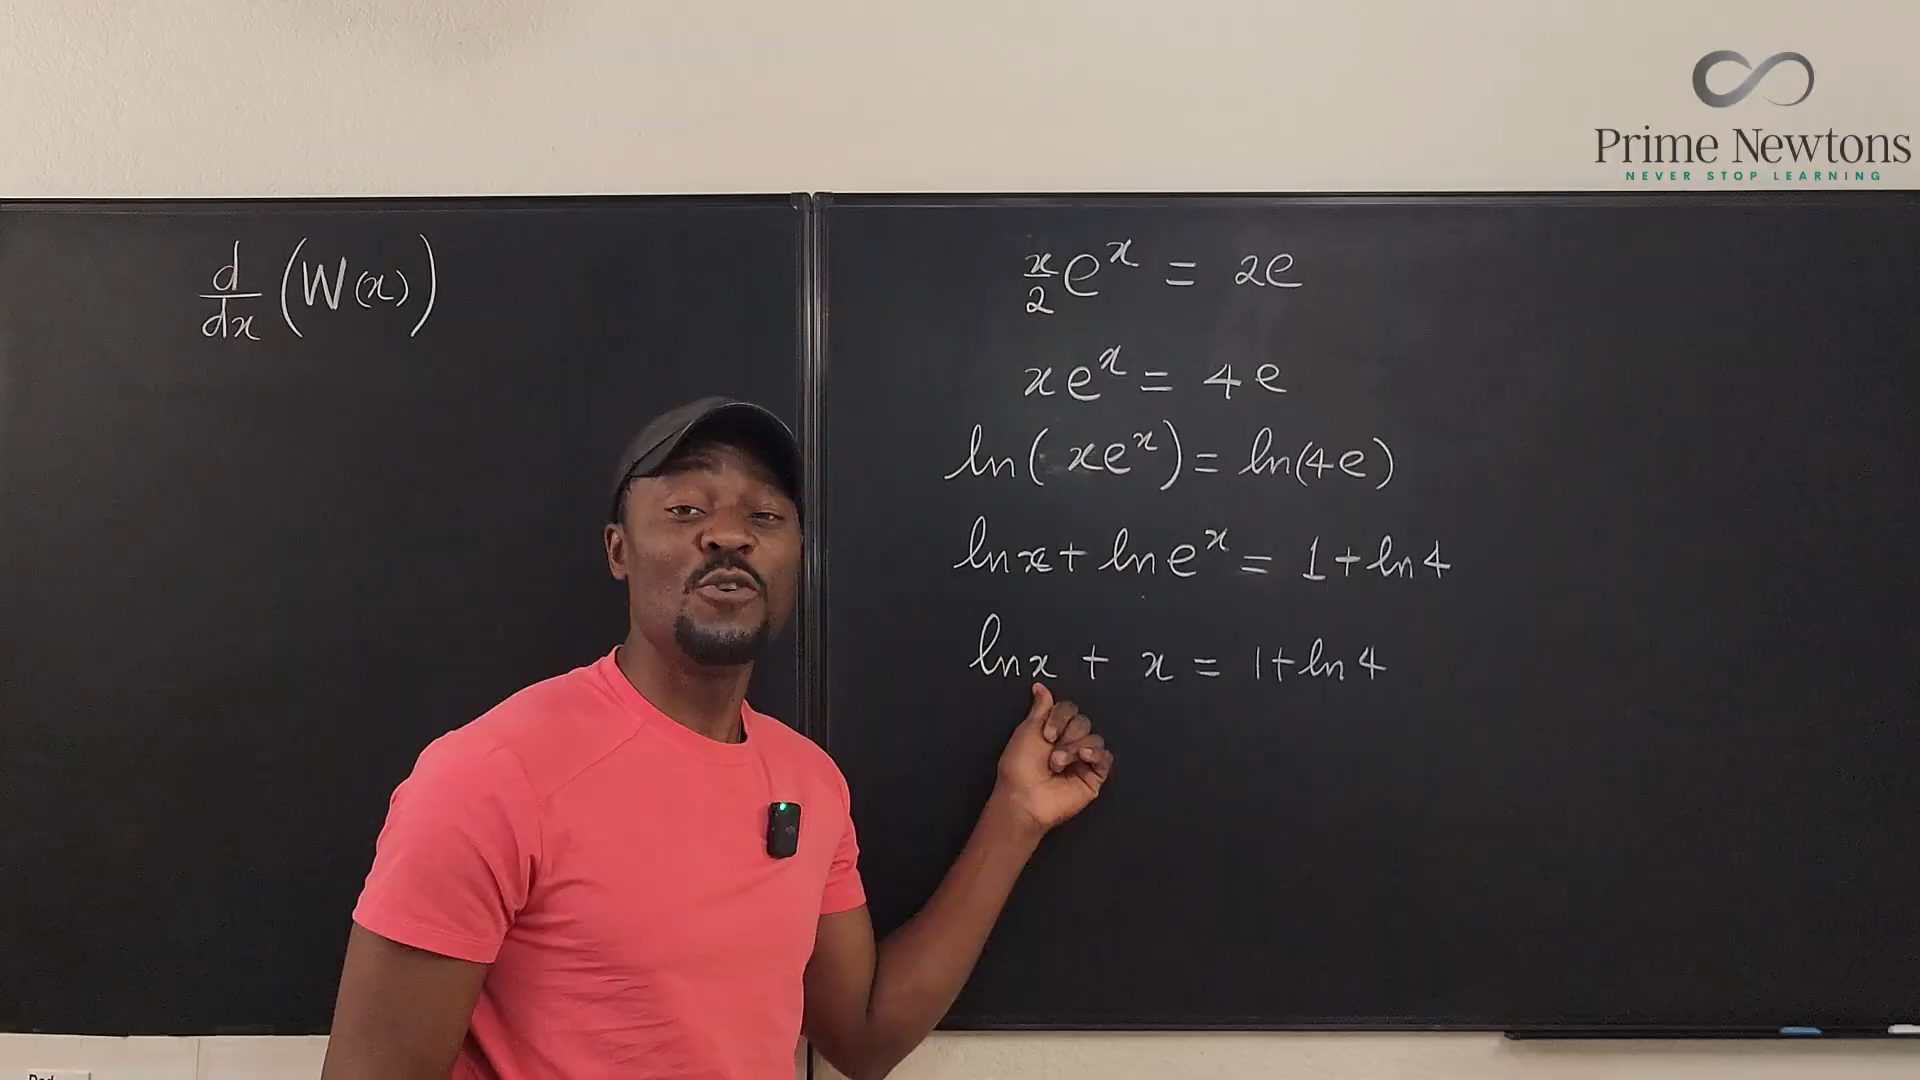 Prime Newtons
NEVER STOP LEARNING
d/dx (W(x))
x/2 e^x = 2e
xe^x = 4e
ln(xe^x) = ln(4e)
lnx + lne^x = 1 + ln4
lnx + x = 1 + ln4